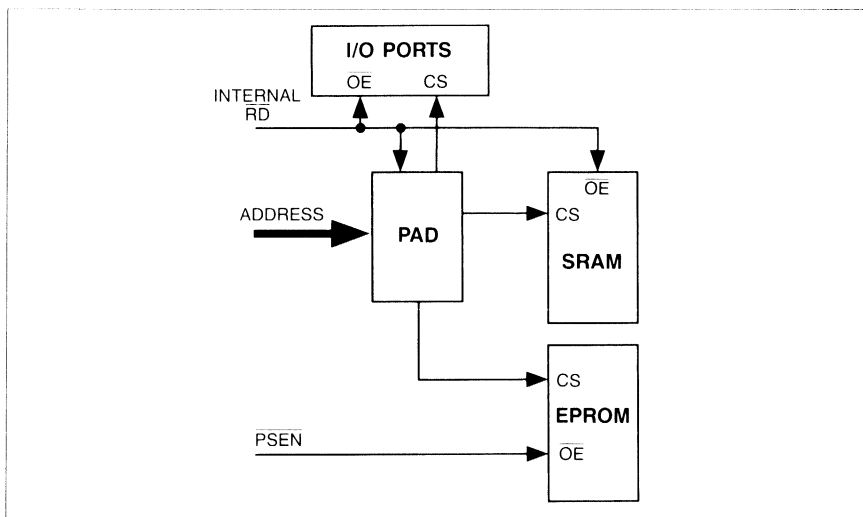 I/O PORTS
OE CS
INTERNAL
RD
ADDRESS
PAD
OE
CS
SRAM
CS
EPROM
PSEN
OE